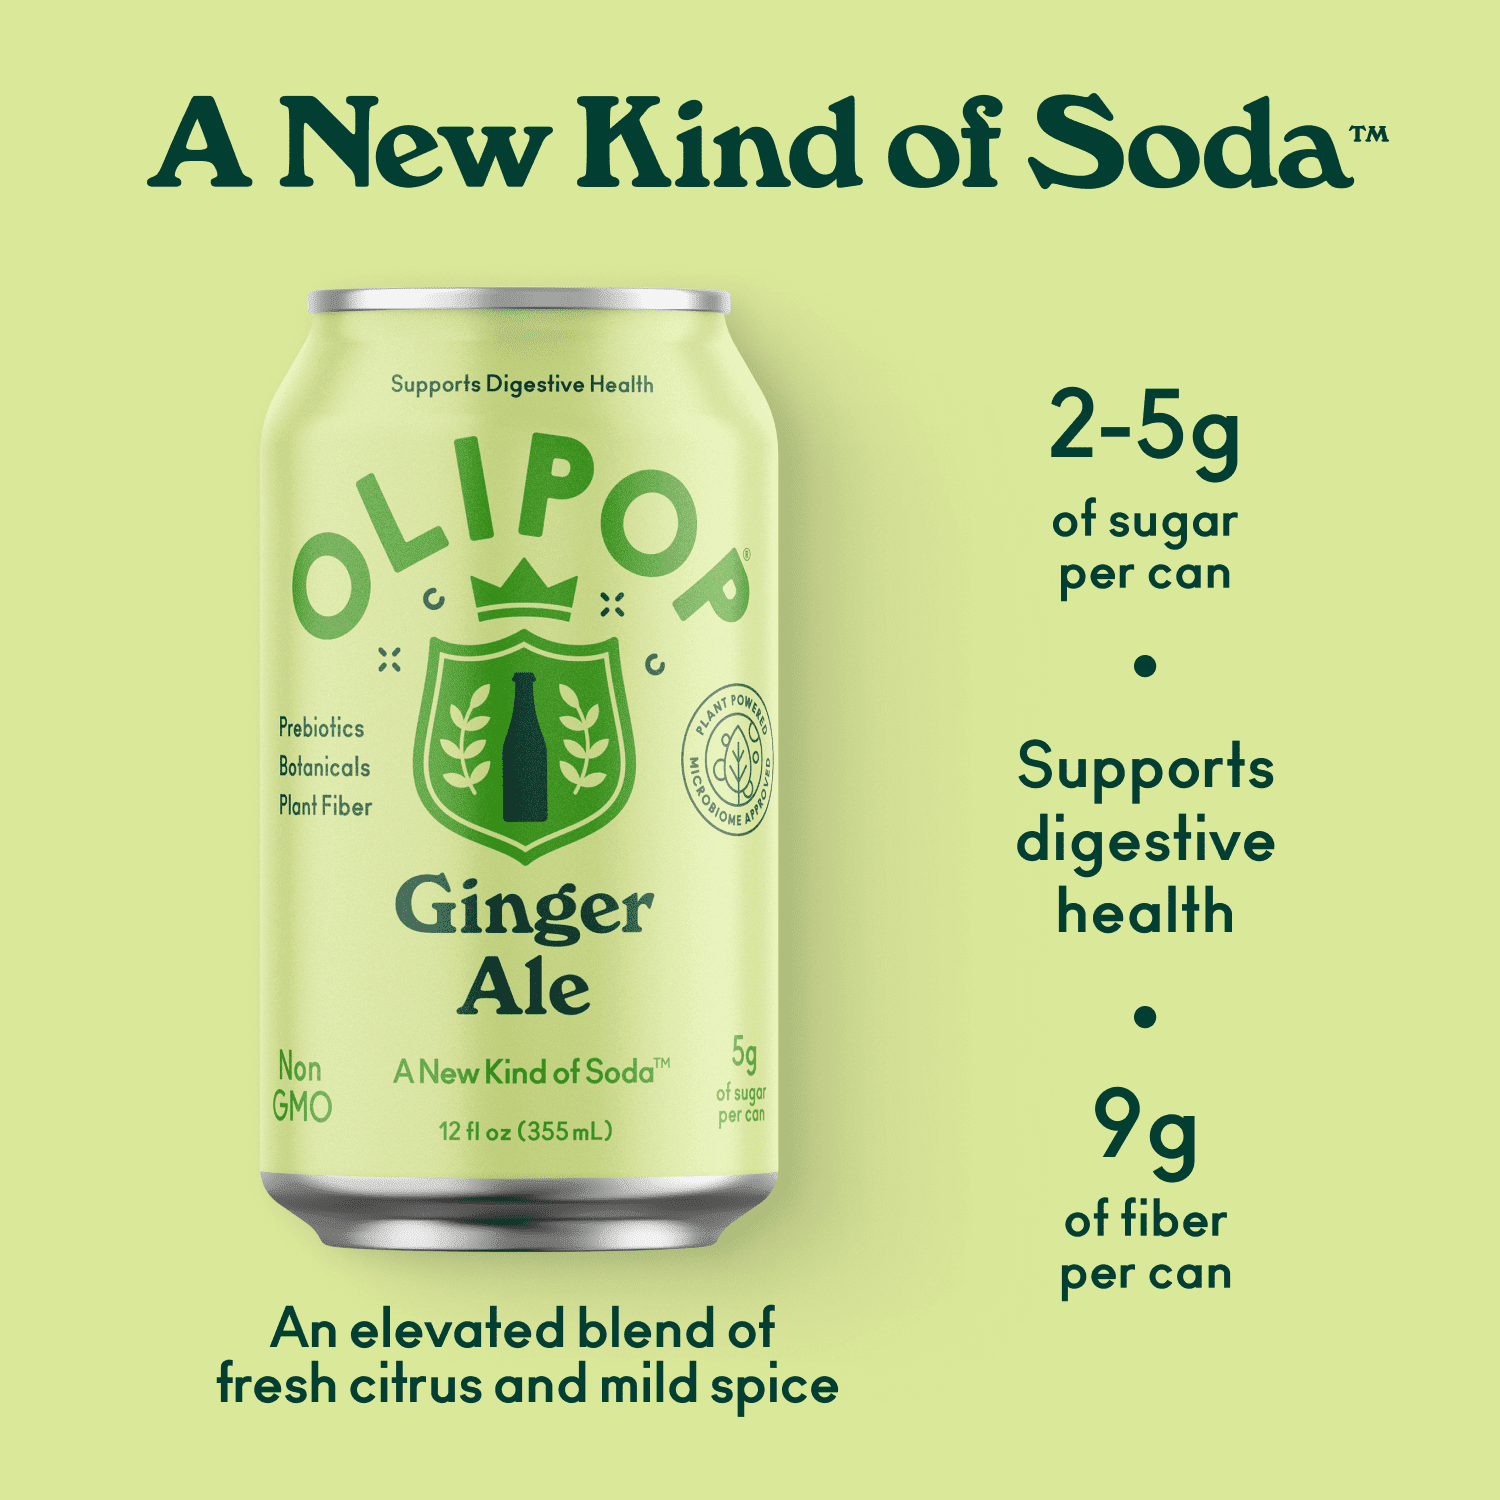 A New Kind of Soda™
Supports Digestive Health
OLIPOP®
Prebiotics
Botanicals
Plant Fiber
PLANT POWERED
MICROBIOME APPROVED
Ginger
Ale
Non
GMO
A New Kind of Soda™
12 fl oz (355 mL)
5g
of sugar
per can
An elevated blend of
fresh citrus and mild spice
2-5g
of sugar
per can
•
Supports
digestive
health
•
9g
of fiber
per can